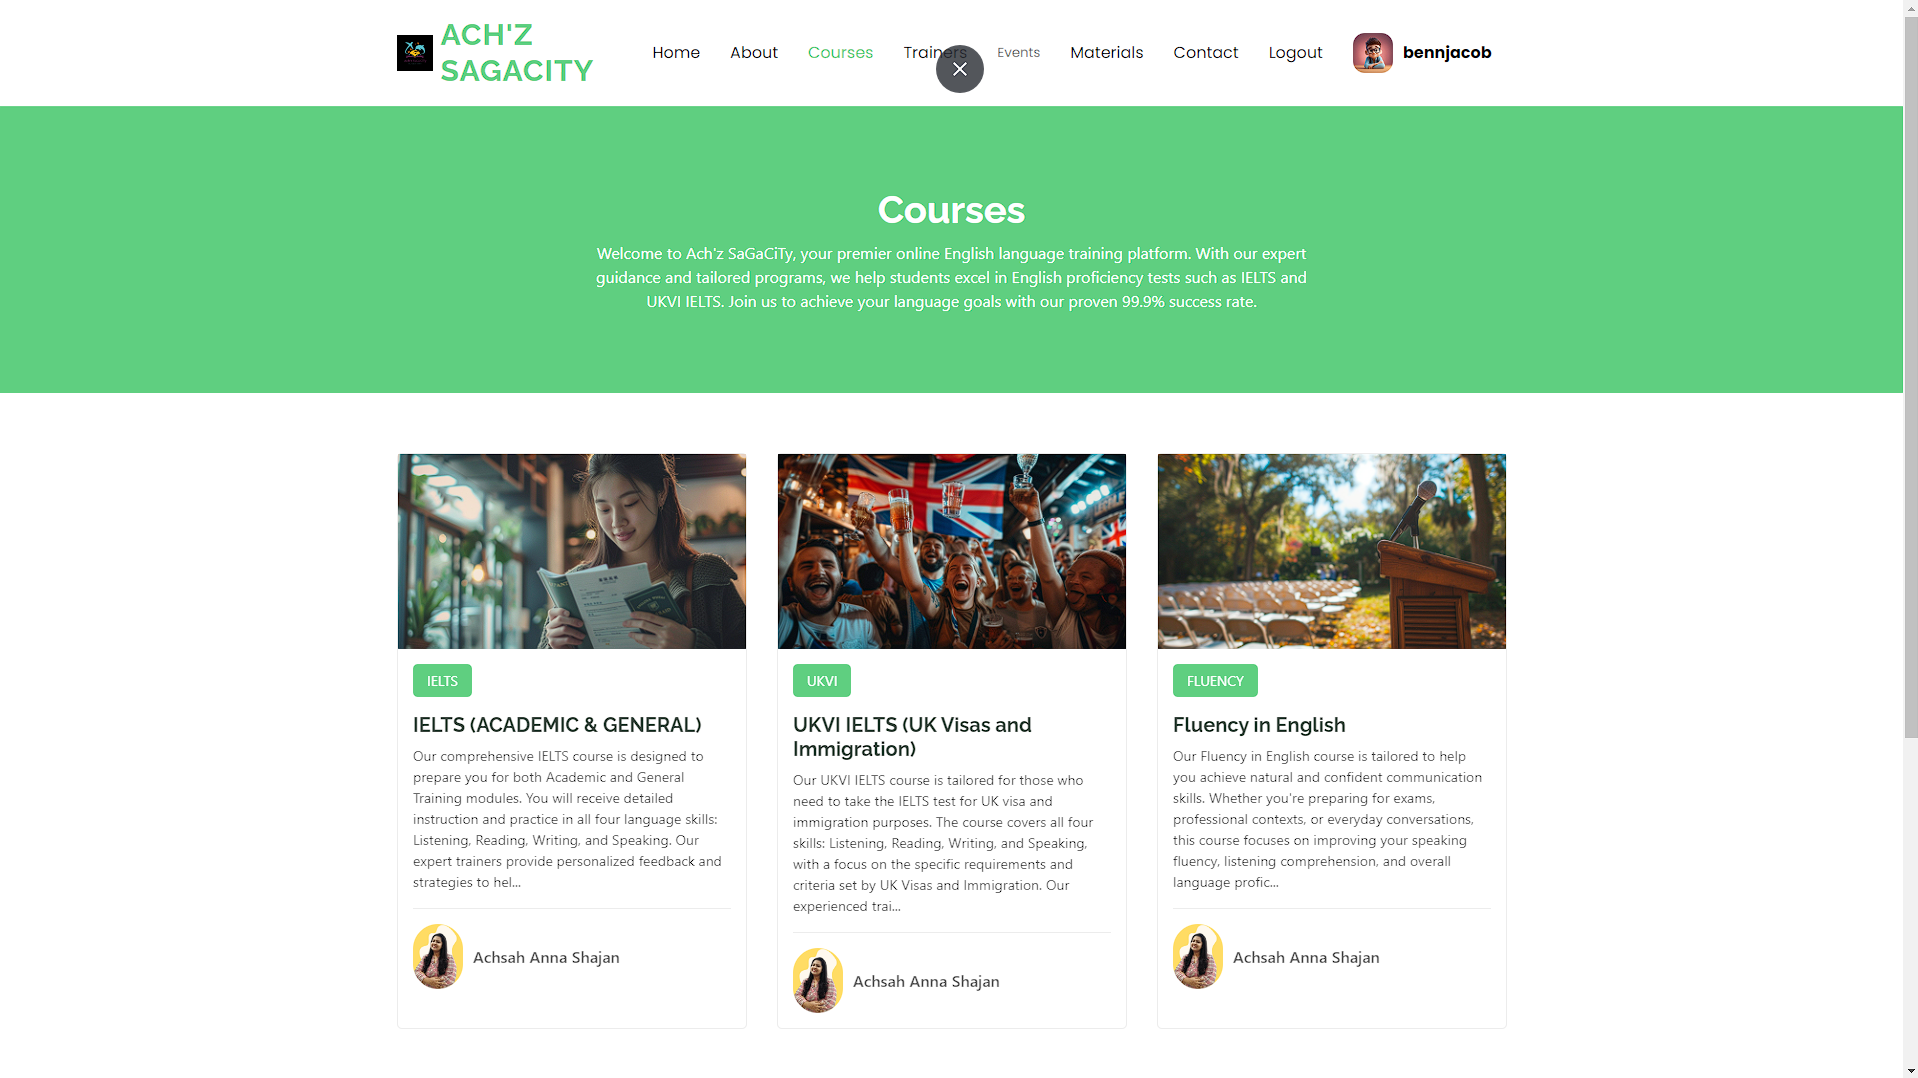 ACH'Z
SAGACITY
Home
About
Courses
Trainers
Events
Materials
Contact
Logout
bennjacob
Courses
Welcome to Ach'z SaGaCiTy, your premier online English language training platform. With our expert
guidance and tailored programs, we help students excel in English proficiency tests such as IELTS and
UKVI IELTS. Join us to achieve your language goals with our proven 99.9% success rate.
IELTS
IELTS (ACADEMIC & GENERAL)
Our comprehensive IELTS course is designed to
prepare you for both Academic and General
Training modules. You will receive detailed
instruction and practice in all four language skills:
Listening, Reading, Writing, and Speaking. Our
expert trainers provide personalized feedback and
strategies to hel...
Achsah Anna Shajan
UKVI
UKVI IELTS (UK Visas and
Immigration)
Our UKVI IELTS course is tailored for those who
need to take the IELTS test for UK visa and
immigration purposes. The course covers all four
skills: Listening, Reading, Writing, and Speaking,
with a focus on the specific requirements and
criteria set by UK Visas and Immigration. Our
experienced trai...
Achsah Anna Shajan
FLUENCY
Fluency in English
Our Fluency in English course is tailored to help
you achieve natural and confident communication
skills. Whether you're preparing for exams,
professional contexts, or everyday conversations,
this course focuses on improving your speaking
fluency, listening comprehension, and overall
language profic...
Achsah Anna Shajan